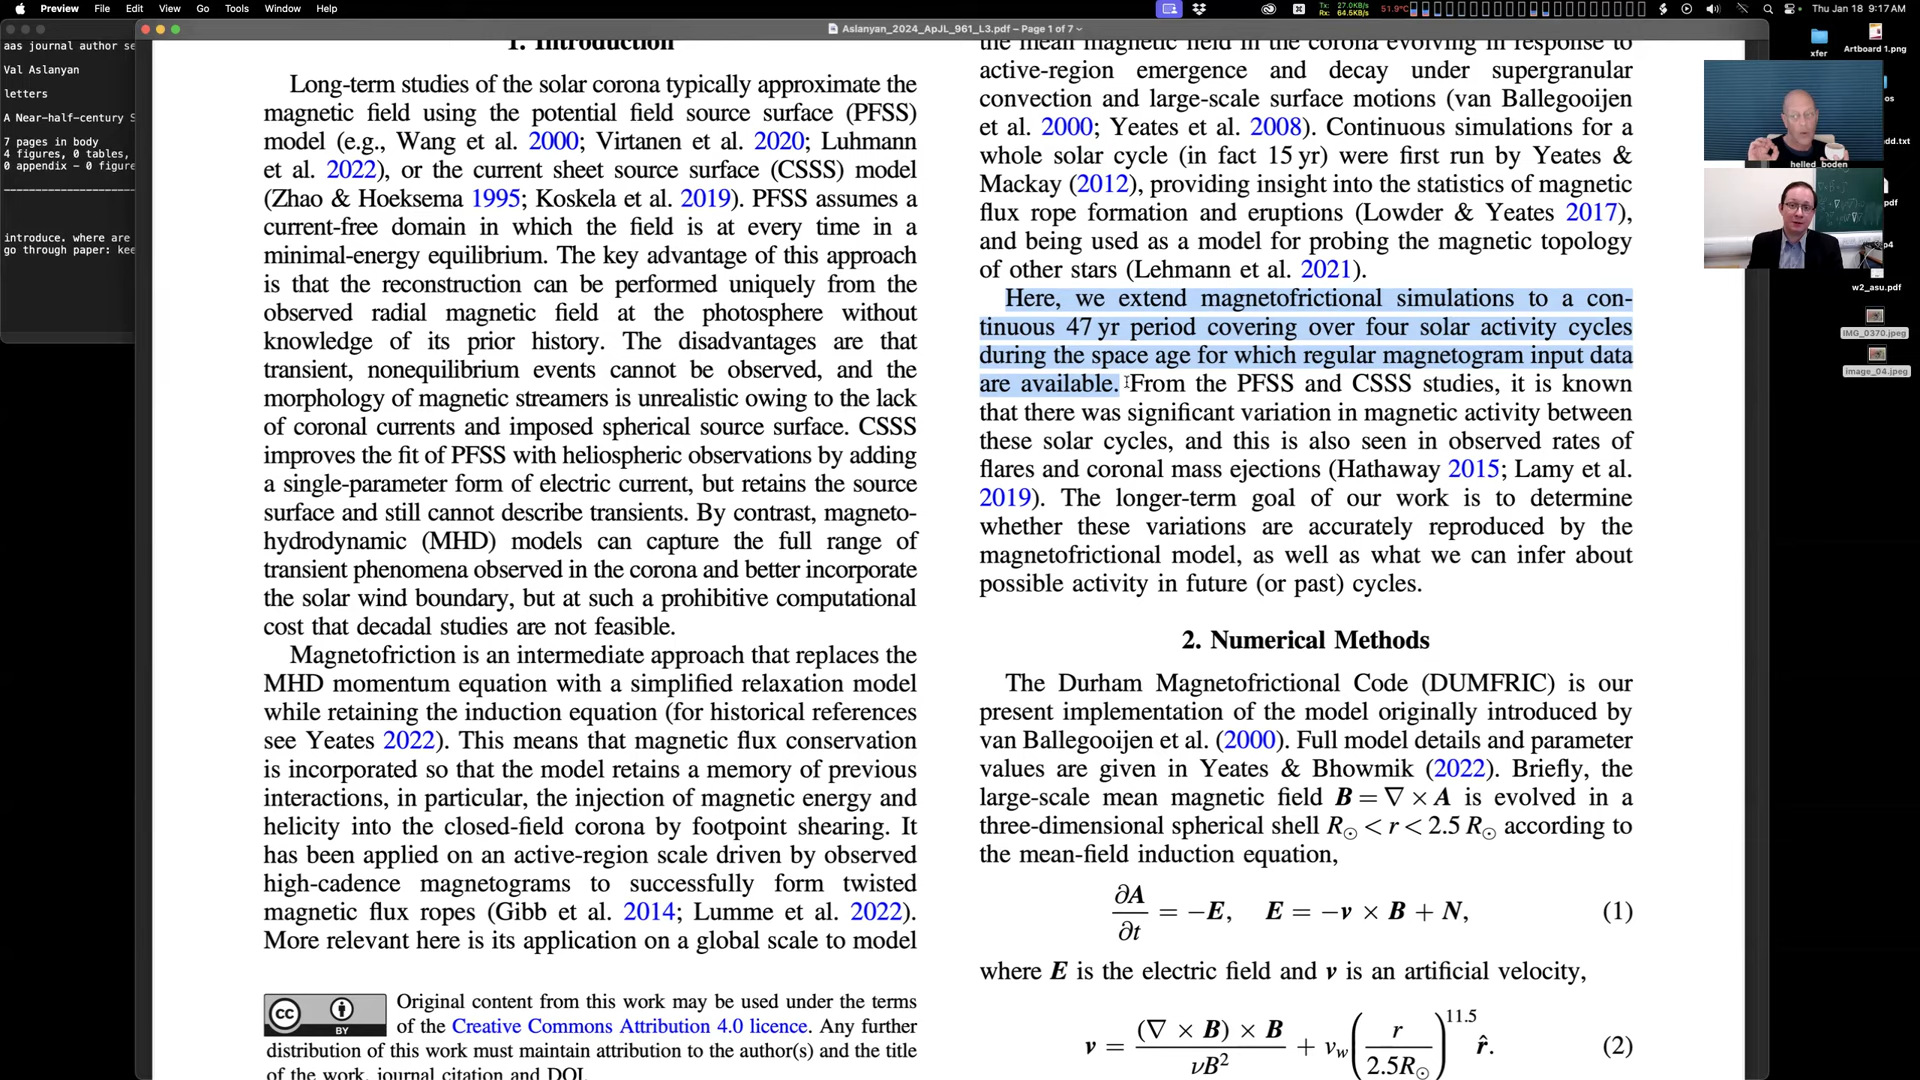 Preview File Edit View Go Tools Window Help
Tx: 27.0KB/s
Rx: 64.5KB/s
51.9°C
Thu Jan 18 9:17 AM
Aslanyan_2024_ApJL_961_L3.pdf – Page 1 of 7
aas journal author se
Val Aslanyan
letters
A Near-half-century S
7 pages in body
4 figures, 0 tables,
0 appendix – 0 figure
introduce. where are
go through paper: kee
1. Introduction
Long-term studies of the solar corona typically approximate the
magnetic field using the potential field source surface (PFSS)
model (e.g., Wang et al. 2000; Virtanen et al. 2020; Luhmann
et al. 2022), or the current sheet source surface (CSSS) model
(Zhao & Hoeksema 1995; Koskela et al. 2019). PFSS assumes a
current-free domain in which the field is at every time in a
minimal-energy equilibrium. The key advantage of this approach
is that the reconstruction can be performed uniquely from the
observed radial magnetic field at the photosphere without
knowledge of its prior history. The disadvantages are that
transient, nonequilibrium events cannot be observed, and the
morphology of magnetic streamers is unrealistic owing to the lack
of coronal currents and imposed spherical source surface. CSSS
improves the fit of PFSS with heliospheric observations by adding
a single-parameter form of electric current, but retains the source
surface and still cannot describe transients. By contrast, magneto-
hydrodynamic (MHD) models can capture the full range of
transient phenomena observed in the corona and better incorporate
the solar wind boundary, but at such a prohibitive computational
cost that decadal studies are not feasible.
Magnetofriction is an intermediate approach that replaces the
MHD momentum equation with a simplified relaxation model
while retaining the induction equation (for historical references
see Yeates 2022). This means that magnetic flux conservation
is incorporated so that the model retains a memory of previous
interactions, in particular, the injection of magnetic energy and
helicity into the closed-field corona by footpoint shearing. It
has been applied on an active-region scale driven by observed
high-cadence magnetograms to successfully form twisted
magnetic flux ropes (Gibb et al. 2014; Lumme et al. 2022).
More relevant here is its application on a global scale to model
CC BY
Original content from this work may be used under the terms
of the Creative Commons Attribution 4.0 licence. Any further
distribution of this work must maintain attribution to the author(s) and the title
of the work, journal citation and DOI.
the mean magnetic field in the corona evolving in response to
active-region emergence and decay under supergranular
convection and large-scale surface motions (van Ballegooijen
et al. 2000; Yeates et al. 2008). Continuous simulations for a
whole solar cycle (in fact 15 yr) were first run by Yeates &
Mackay (2012), providing insight into the statistics of magnetic
flux rope formation and eruptions (Lowder & Yeates 2017),
and being used as a model for probing the magnetic topology
of other stars (Lehmann et al. 2021).
Here, we extend magnetofrictional simulations to a con-
tinuous 47 yr period covering over four solar activity cycles
during the space age for which regular magnetogram input data
are available. From the PFSS and CSSS studies, it is known
that there was significant variation in magnetic activity between
these solar cycles, and this is also seen in observed rates of
flares and coronal mass ejections (Hathaway 2015; Lamy et al.
2019). The longer-term goal of our work is to determine
whether these variations are accurately reproduced by the
magnetofrictional model, as well as what we can infer about
possible activity in future (or past) cycles.
2. Numerical Methods
The Durham Magnetofrictional Code (DUMFRIC) is our
present implementation of the model originally introduced by
van Ballegooijen et al. (2000). Full model details and parameter
values are given in Yeates & Bhowmik (2022). Briefly, the
large-scale mean magnetic field B = ∇ × A is evolved in a
three-dimensional spherical shell R⊙ < r < 2.5 R⊙ according to
the mean-field induction equation,
∂A/∂t = −E, E = −v × B + N, (1)
where E is the electric field and v is an artificial velocity,
v = (∇ × B) × B / νB² + v_w (r / 2.5R⊙)^11.5 r̂. (2)
xfer
Artboard 1.png
os
dd.txt
helled_boden
pdf
p4
w2_asu.pdf
IMG_0370.jpeg
image_04.jpeg